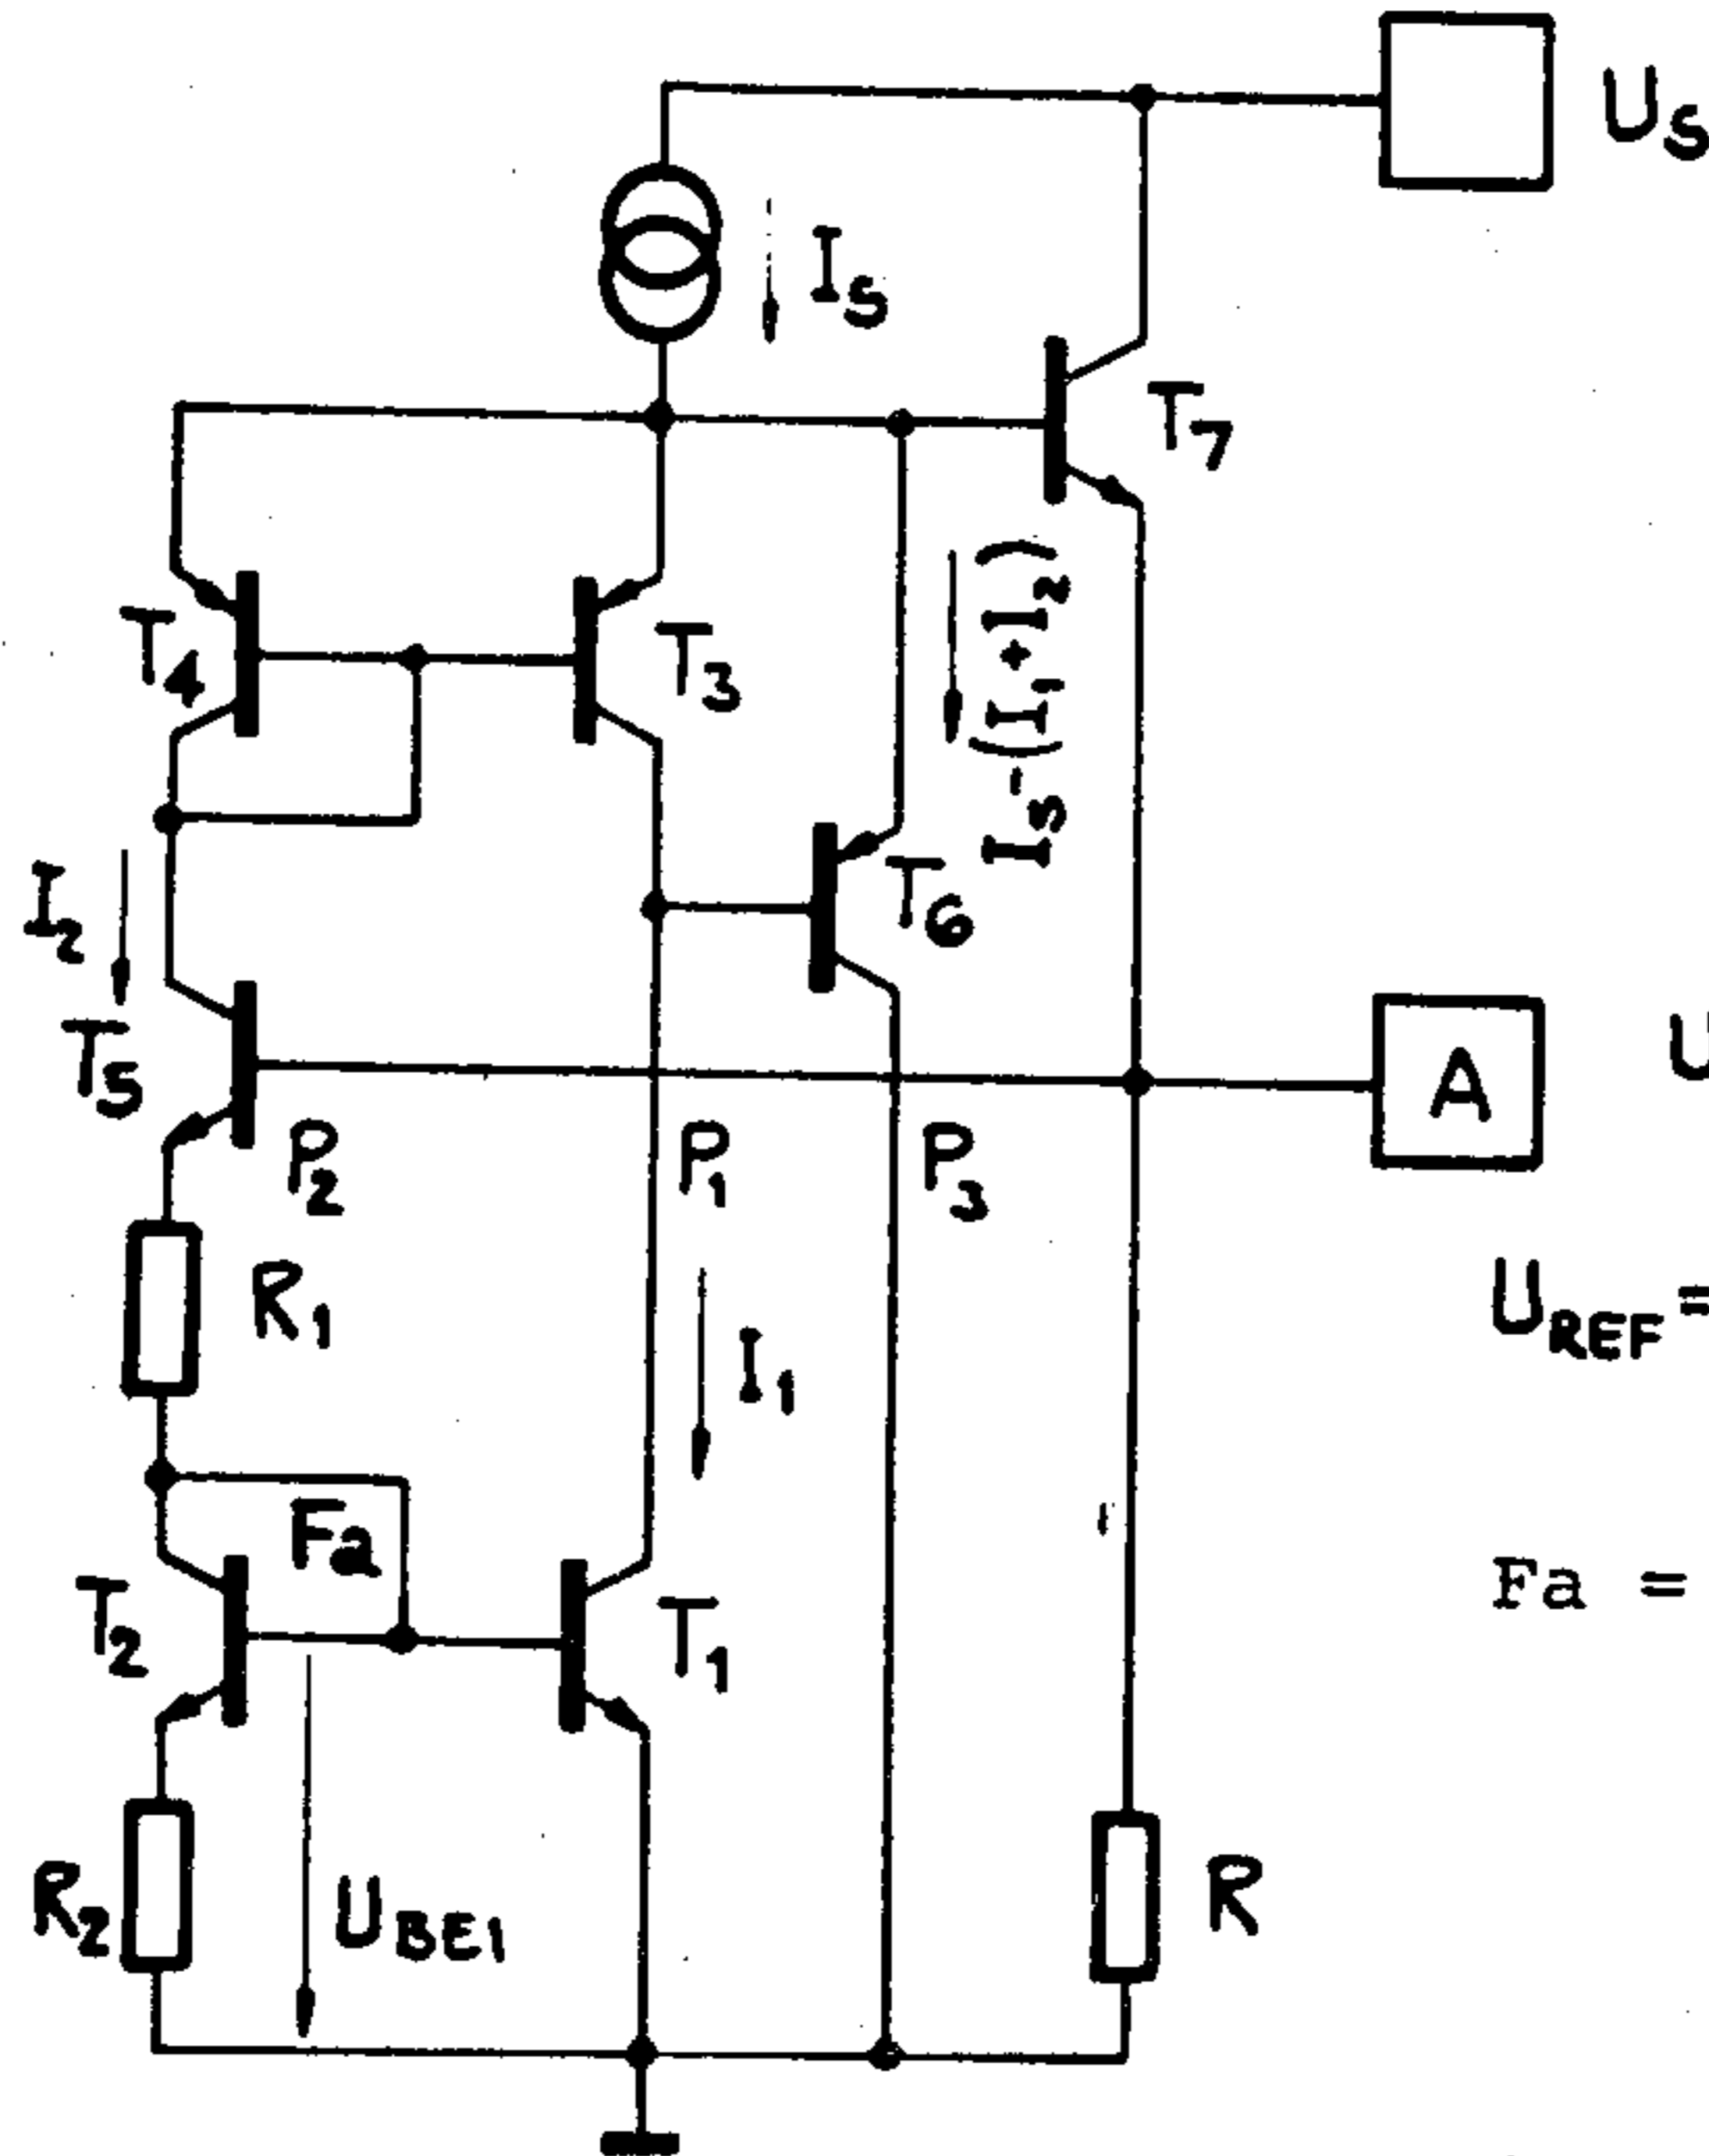 U_S
I_S
T_7
T_4
T_3
I_S-(I_1+I_2)
I_2
T_6
T_5
A
U
P_2
P_1
P_3
R_1
U_REF=
I_1
Fa
Fa =
T_2
T_1
R_2
U_BE1
R